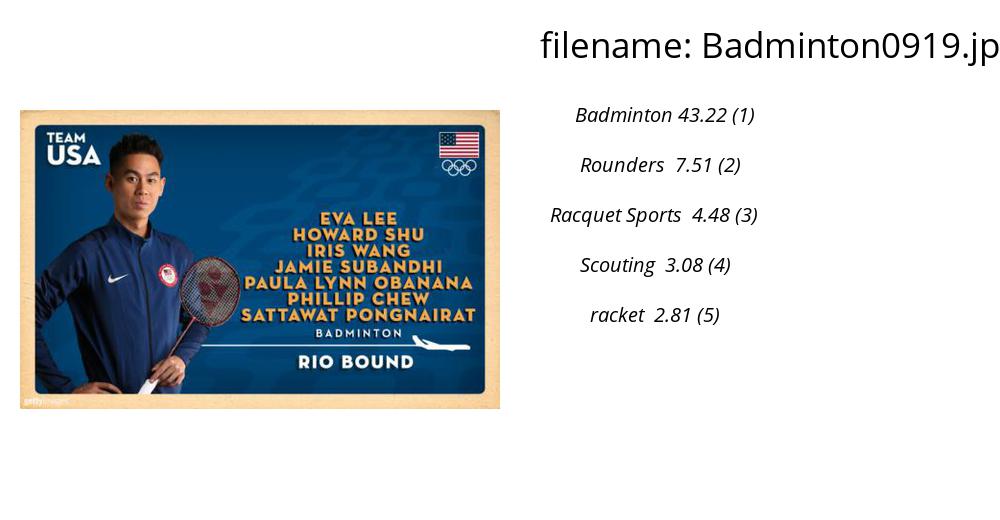 filename: Badminton0919.jp
Badminton 43.22 (1)
Rounders 7.51 (2)
Racquet Sports 4.48 (3)
Scouting 3.08 (4)
racket 2.81 (5)
TEAM
USA
EVA LEE
HOWARD SHU
IRIS WANG
JAMIE SUBANDHI
PAULA LYNN OBANANA
PHILLIP CHEW
SATTAWAT PONGNAIRAT
BADMINTON
RIO BOUND
gettyimages